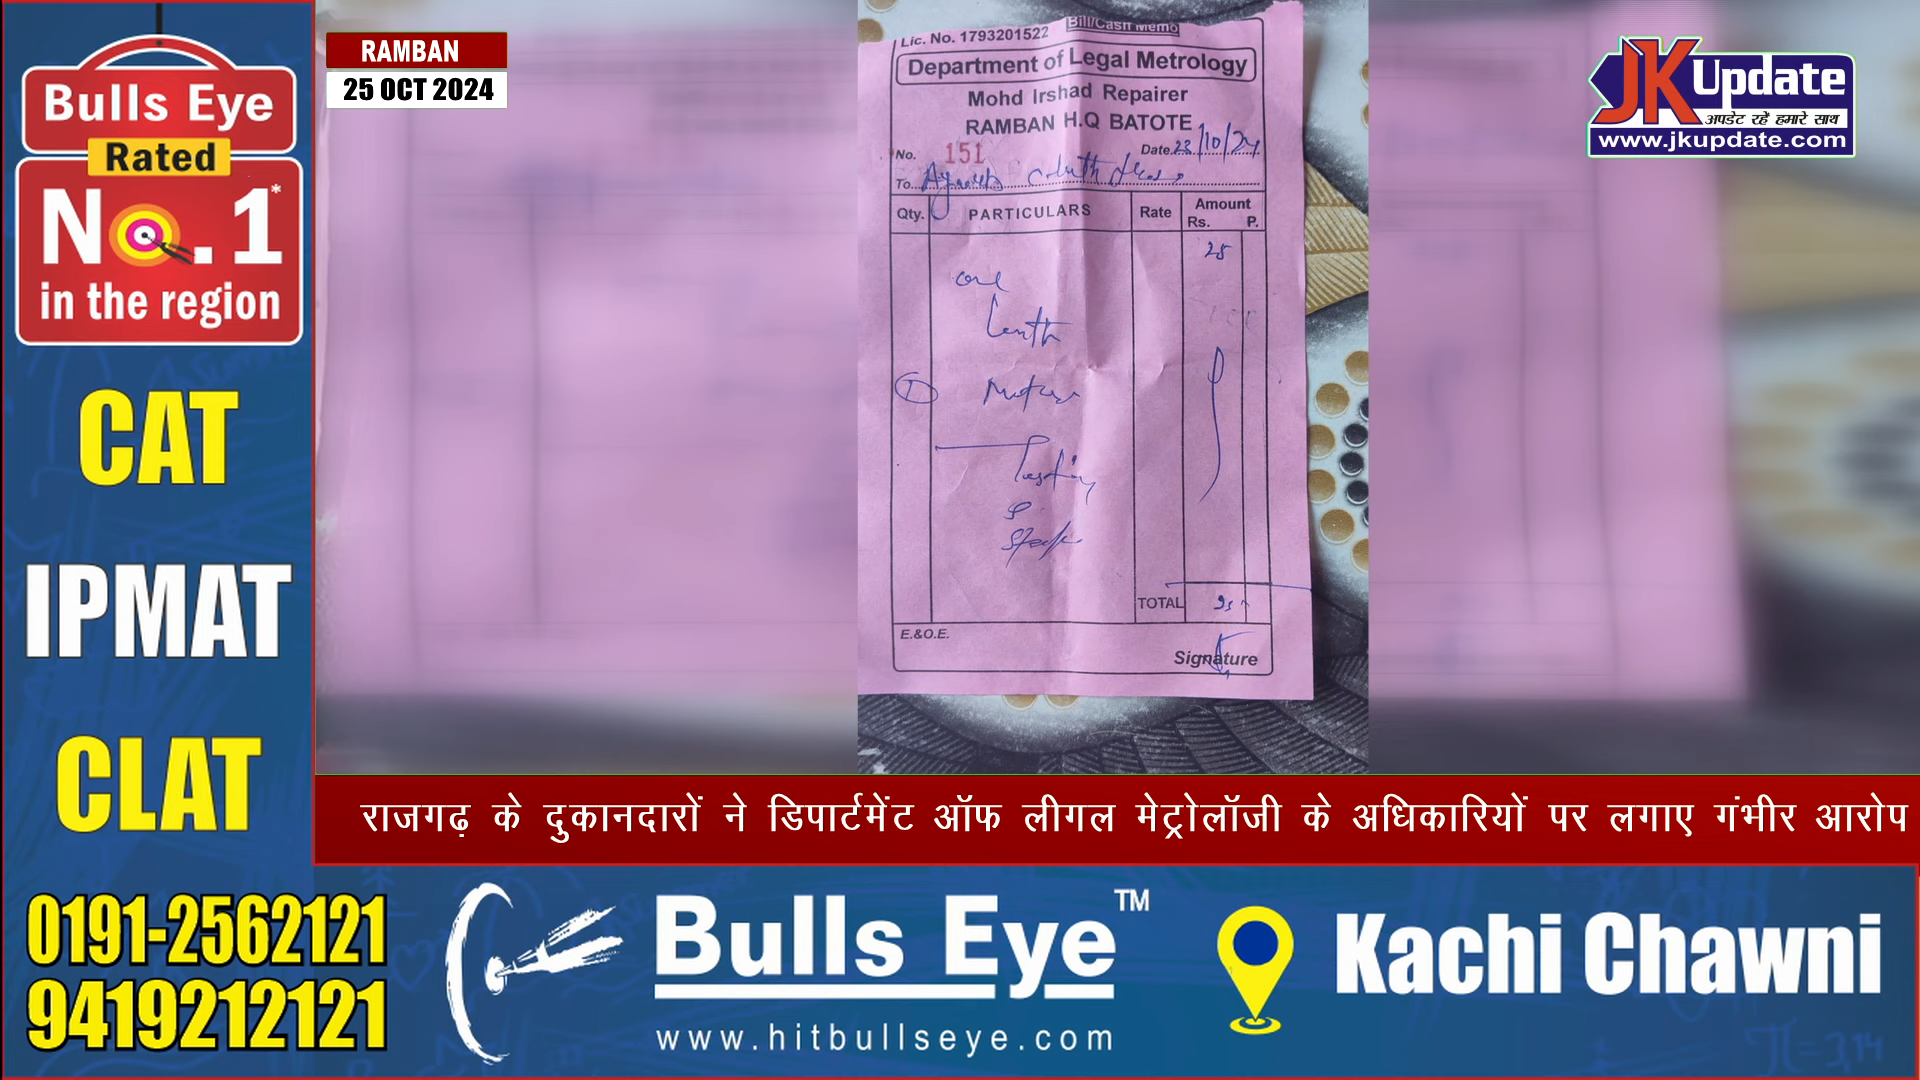 Bulls Eye
Rated
No.1*
in the region
CAT
IPMAT
CLAT
0191-2562121
9419212121
RAMBAN
25 OCT 2024
Bill/Cash Memo
Lic. No. 1793201522
Department of Legal Metrology
Mohd Irshad Repairer
RAMBAN H.Q BATOTE
No. 151 Date 23/10/24
To
Qty. PARTICULARS Rate Amount
Rs. P.
25
one
Testing
TOTAL
E.&O.E.
Signature
JK Update
अपडेट रहें हमारे साथ
www.jkupdate.com
राजगढ़ के दुकानदारों ने डिपार्टमेंट ऑफ लीगल मेट्रोलॉजी के अधिकारियों पर लगाए गंभीर आरोप
Bulls Eye™
www.hitbullseye.com
Kachi Chawni
π=3,14